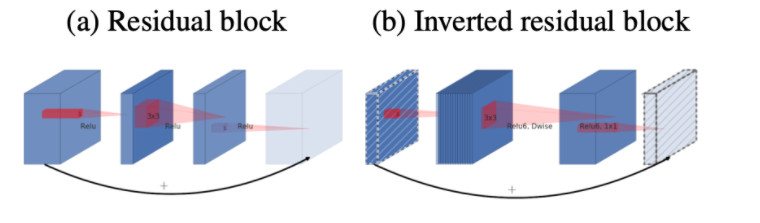 (a) Residual block
(b) Inverted residual block
Relu
3x3
Relu
Relu
+
3x3
Relu6, Dwise
Relu6, 1x1
+